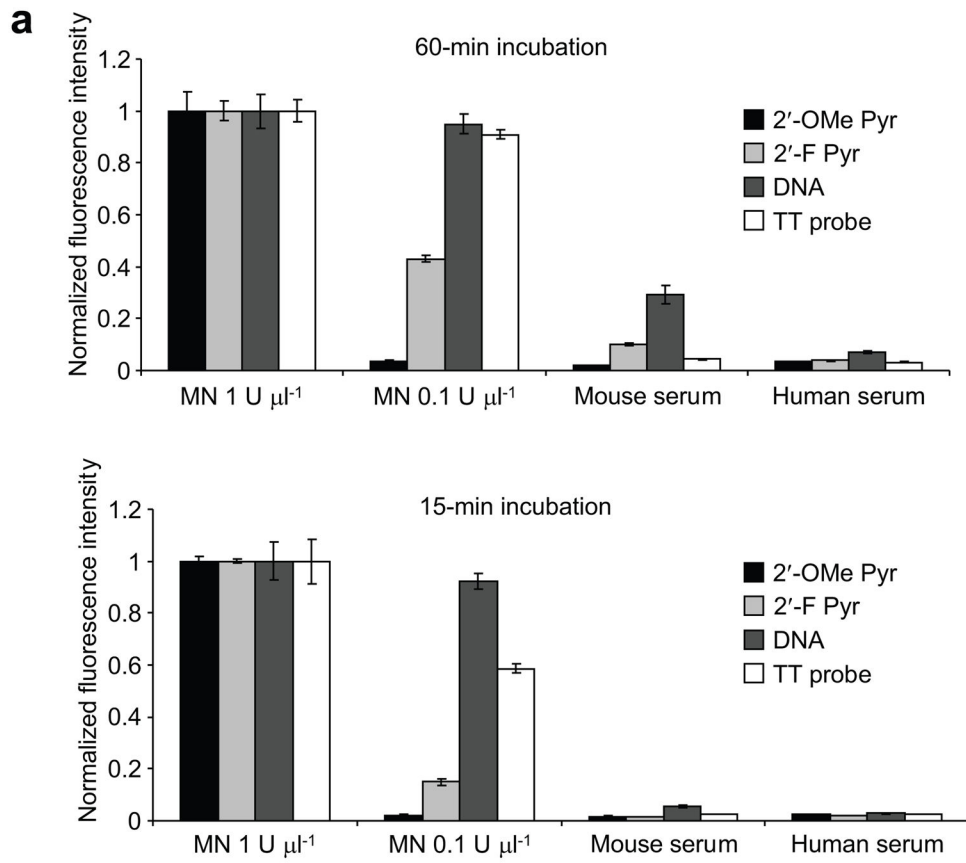 a
60-min incubation
Normalized fluorescence intensity
1.2
1
0.8
0.6
0.4
0.2
0
2′-OMe Pyr
2′-F Pyr
DNA
TT probe
MN 1 U μl⁻¹ MN 0.1 U μl⁻¹ Mouse serum Human serum
15-min incubation
Normalized fluorescence intensity
1.2
1
0.8
0.6
0.4
0.2
0
2′-OMe Pyr
2′-F Pyr
DNA
TT probe
MN 1 U μl⁻¹ MN 0.1 U μl⁻¹ Mouse serum Human serum